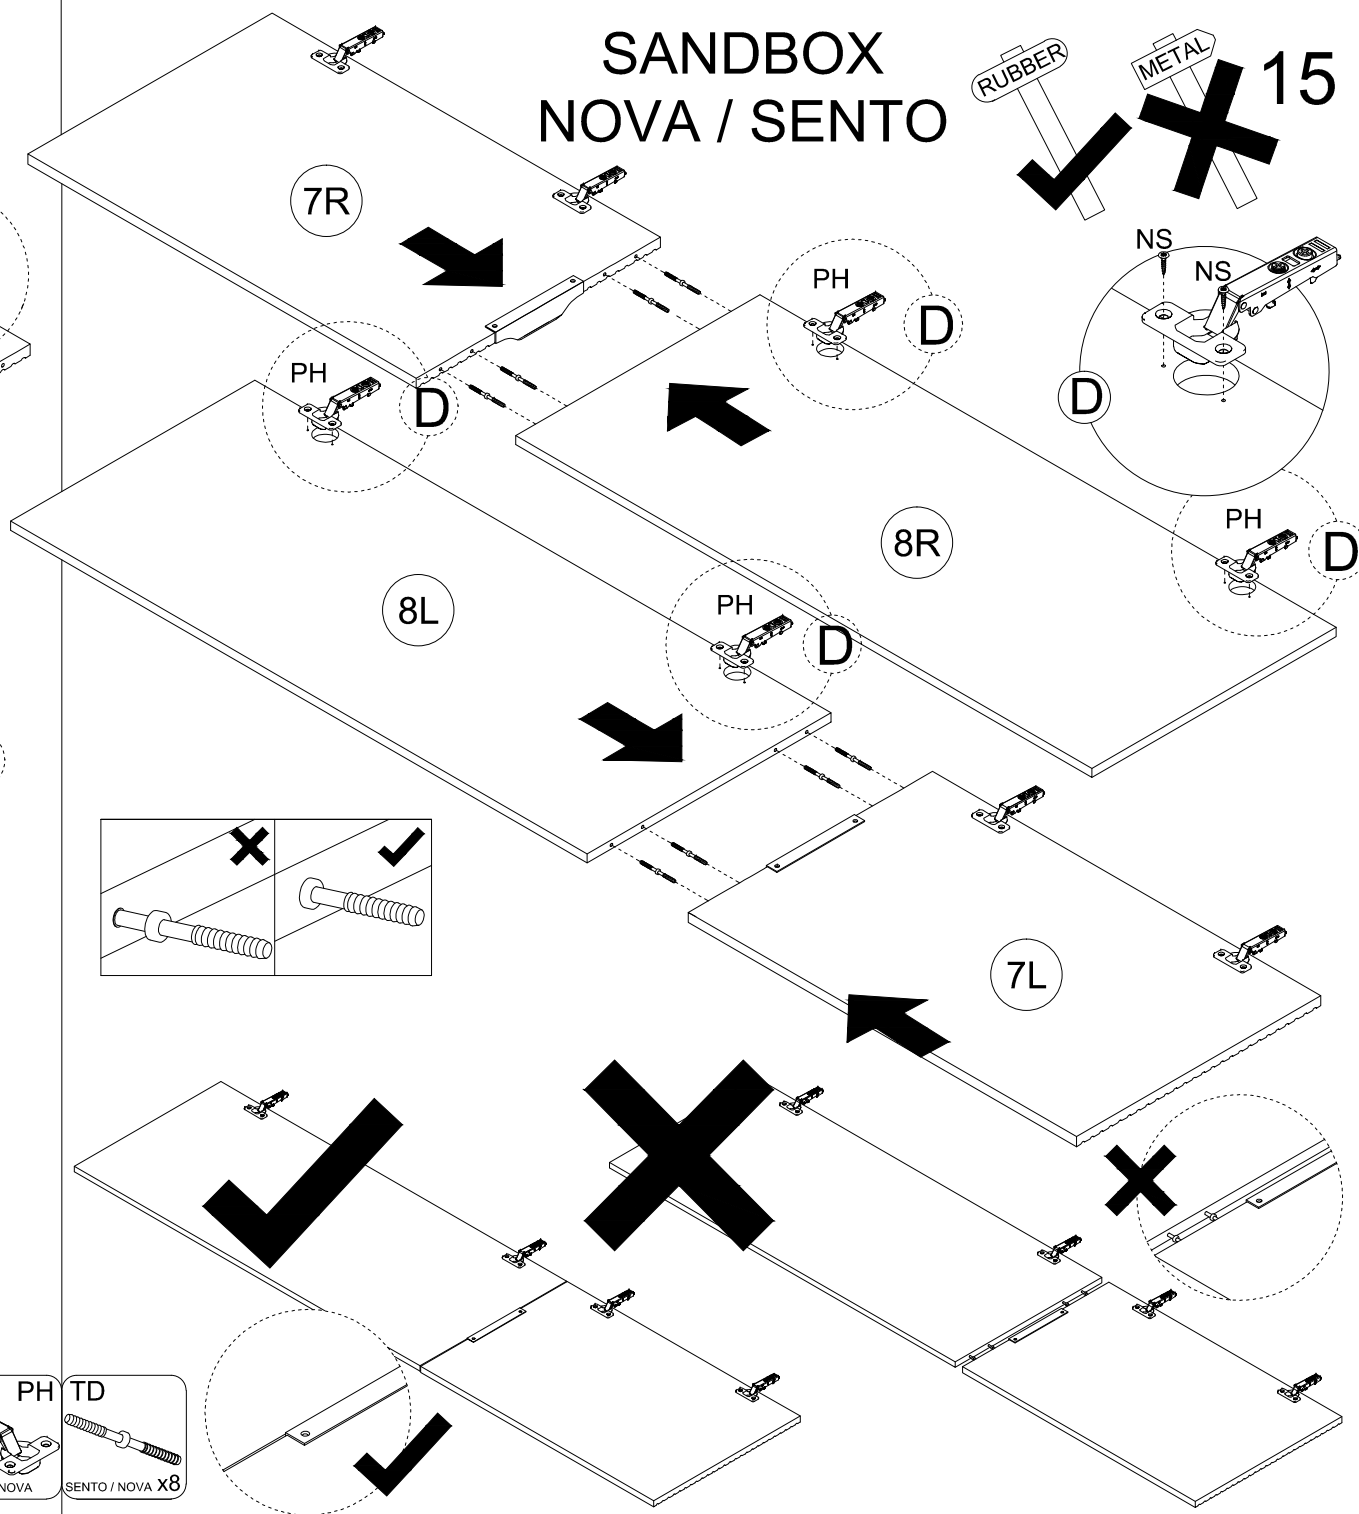 SANDBOX
NOVA / SENTO
RUBBER
METAL
15
7R
NS
NS
PH
D
D
PH
D
8R
PH
D
8L
PH
D
7L
PH
TD
NOVA
SENTO / NOVA x8